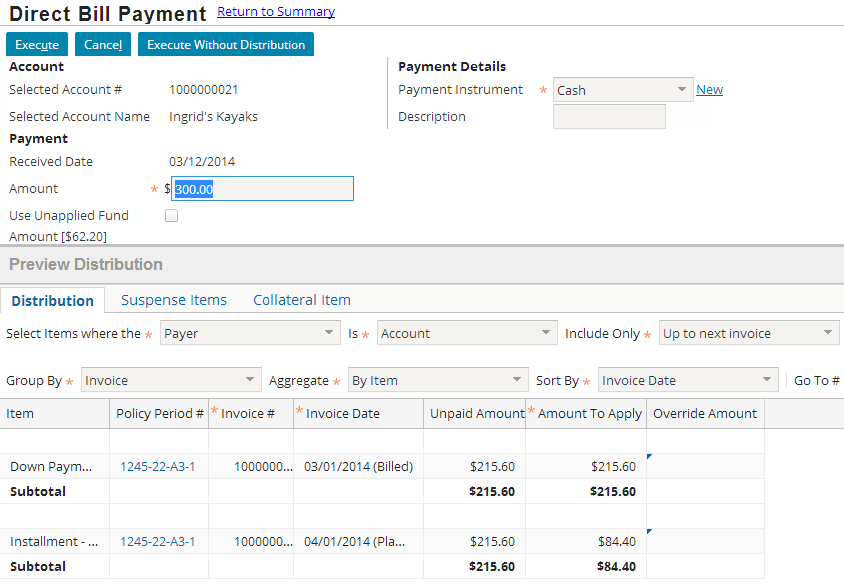 Direct Bill Payment Return to Summary
Execute Cancel Execute Without Distribution
Account Payment Details
Selected Account # 1000000021 Payment Instrument * Cash New
Selected Account Name Ingrid's Kayaks Description
Payment
Received Date 03/12/2014
Amount * $ 300.00
Use Unapplied Fund
Amount [$62.20]
Preview Distribution
Distribution Suspense Items Collateral Item
Select Items where the * Payer Is * Account Include Only * Up to next invoice
Group By * Invoice Aggregate * By Item Sort By * Invoice Date Go To #
Item Policy Period # * Invoice # * Invoice Date Unpaid Amount * Amount To Apply Override Amount
Down Paym... 1245-22-A3-1 1000000... 03/01/2014 (Billed) $215.60 $215.60
Subtotal $215.60 $215.60
Installment - ... 1245-22-A3-1 1000000... 04/01/2014 (Pla... $215.60 $84.40
Subtotal $215.60 $84.40